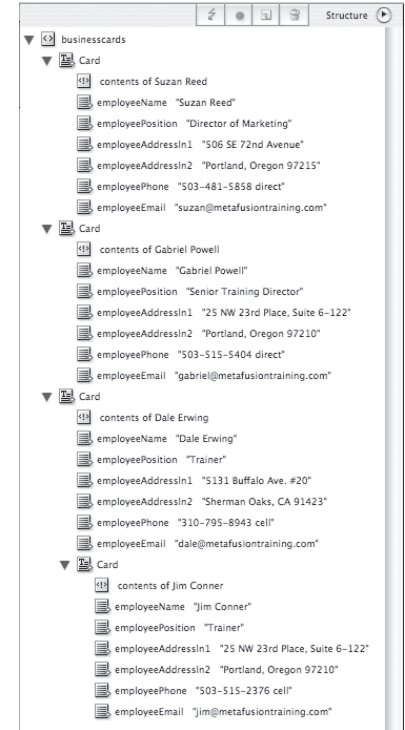 Structure
businesscards
Card
contents of Suzan Reed
employeeName "Suzan Reed"
employeePosition "Director of Marketing"
employeeAddressln1 "506 SE 72nd Avenue"
employeeAddressln2 "Portland, Oregon 97215"
employeePhone "503-481-5858 direct"
employeeEmail "suzan@metafusiontraining.com"
Card
contents of Gabriel Powell
employeeName "Gabriel Powell"
employeePosition "Senior Training Director"
employeeAddressln1 "25 NW 23rd Place, Suite 6-122"
employeeAddressln2 "Portland, Oregon 97210"
employeePhone "503-515-5404 direct"
employeeEmail "gabriel@metafusiontraining.com"
Card
contents of Dale Erwing
employeeName "Dale Erwing"
employeePosition "Trainer"
employeeAddressln1 "5131 Buffalo Ave. #20"
employeeAddressln2 "Sherman Oaks, CA 91423"
employeePhone "310-795-8943 cell"
employeeEmail "dale@metafusiontraining.com"
Card
contents of Jim Conner
employeeName "Jim Conner"
employeePosition "Trainer"
employeeAddressln1 "25 NW 23rd Place, Suite 6-122"
employeeAddressln2 "Portland, Oregon 97210"
employeePhone "503-515-2376 cell"
employeeEmail "jim@metafusiontraining.com"